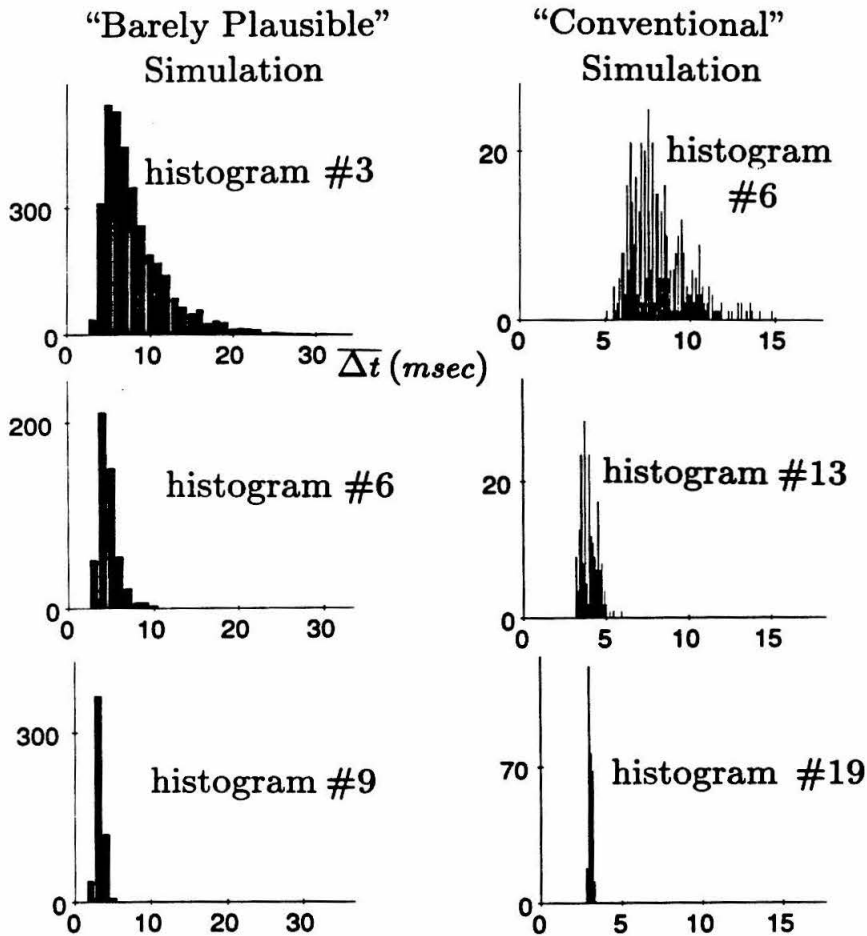 "Barely Plausible"
Simulation
"Conventional"
Simulation
histogram #3
300
0
0 10 20 30
Δt (msec)
histogram
#6
20
0
0 5 10 15
histogram #6
200
0
0 10 20 30
histogram #13
20
0
0 5 10 15
histogram #9
300
0
0 10 20 30
histogram #19
70
0
0 5 10 15